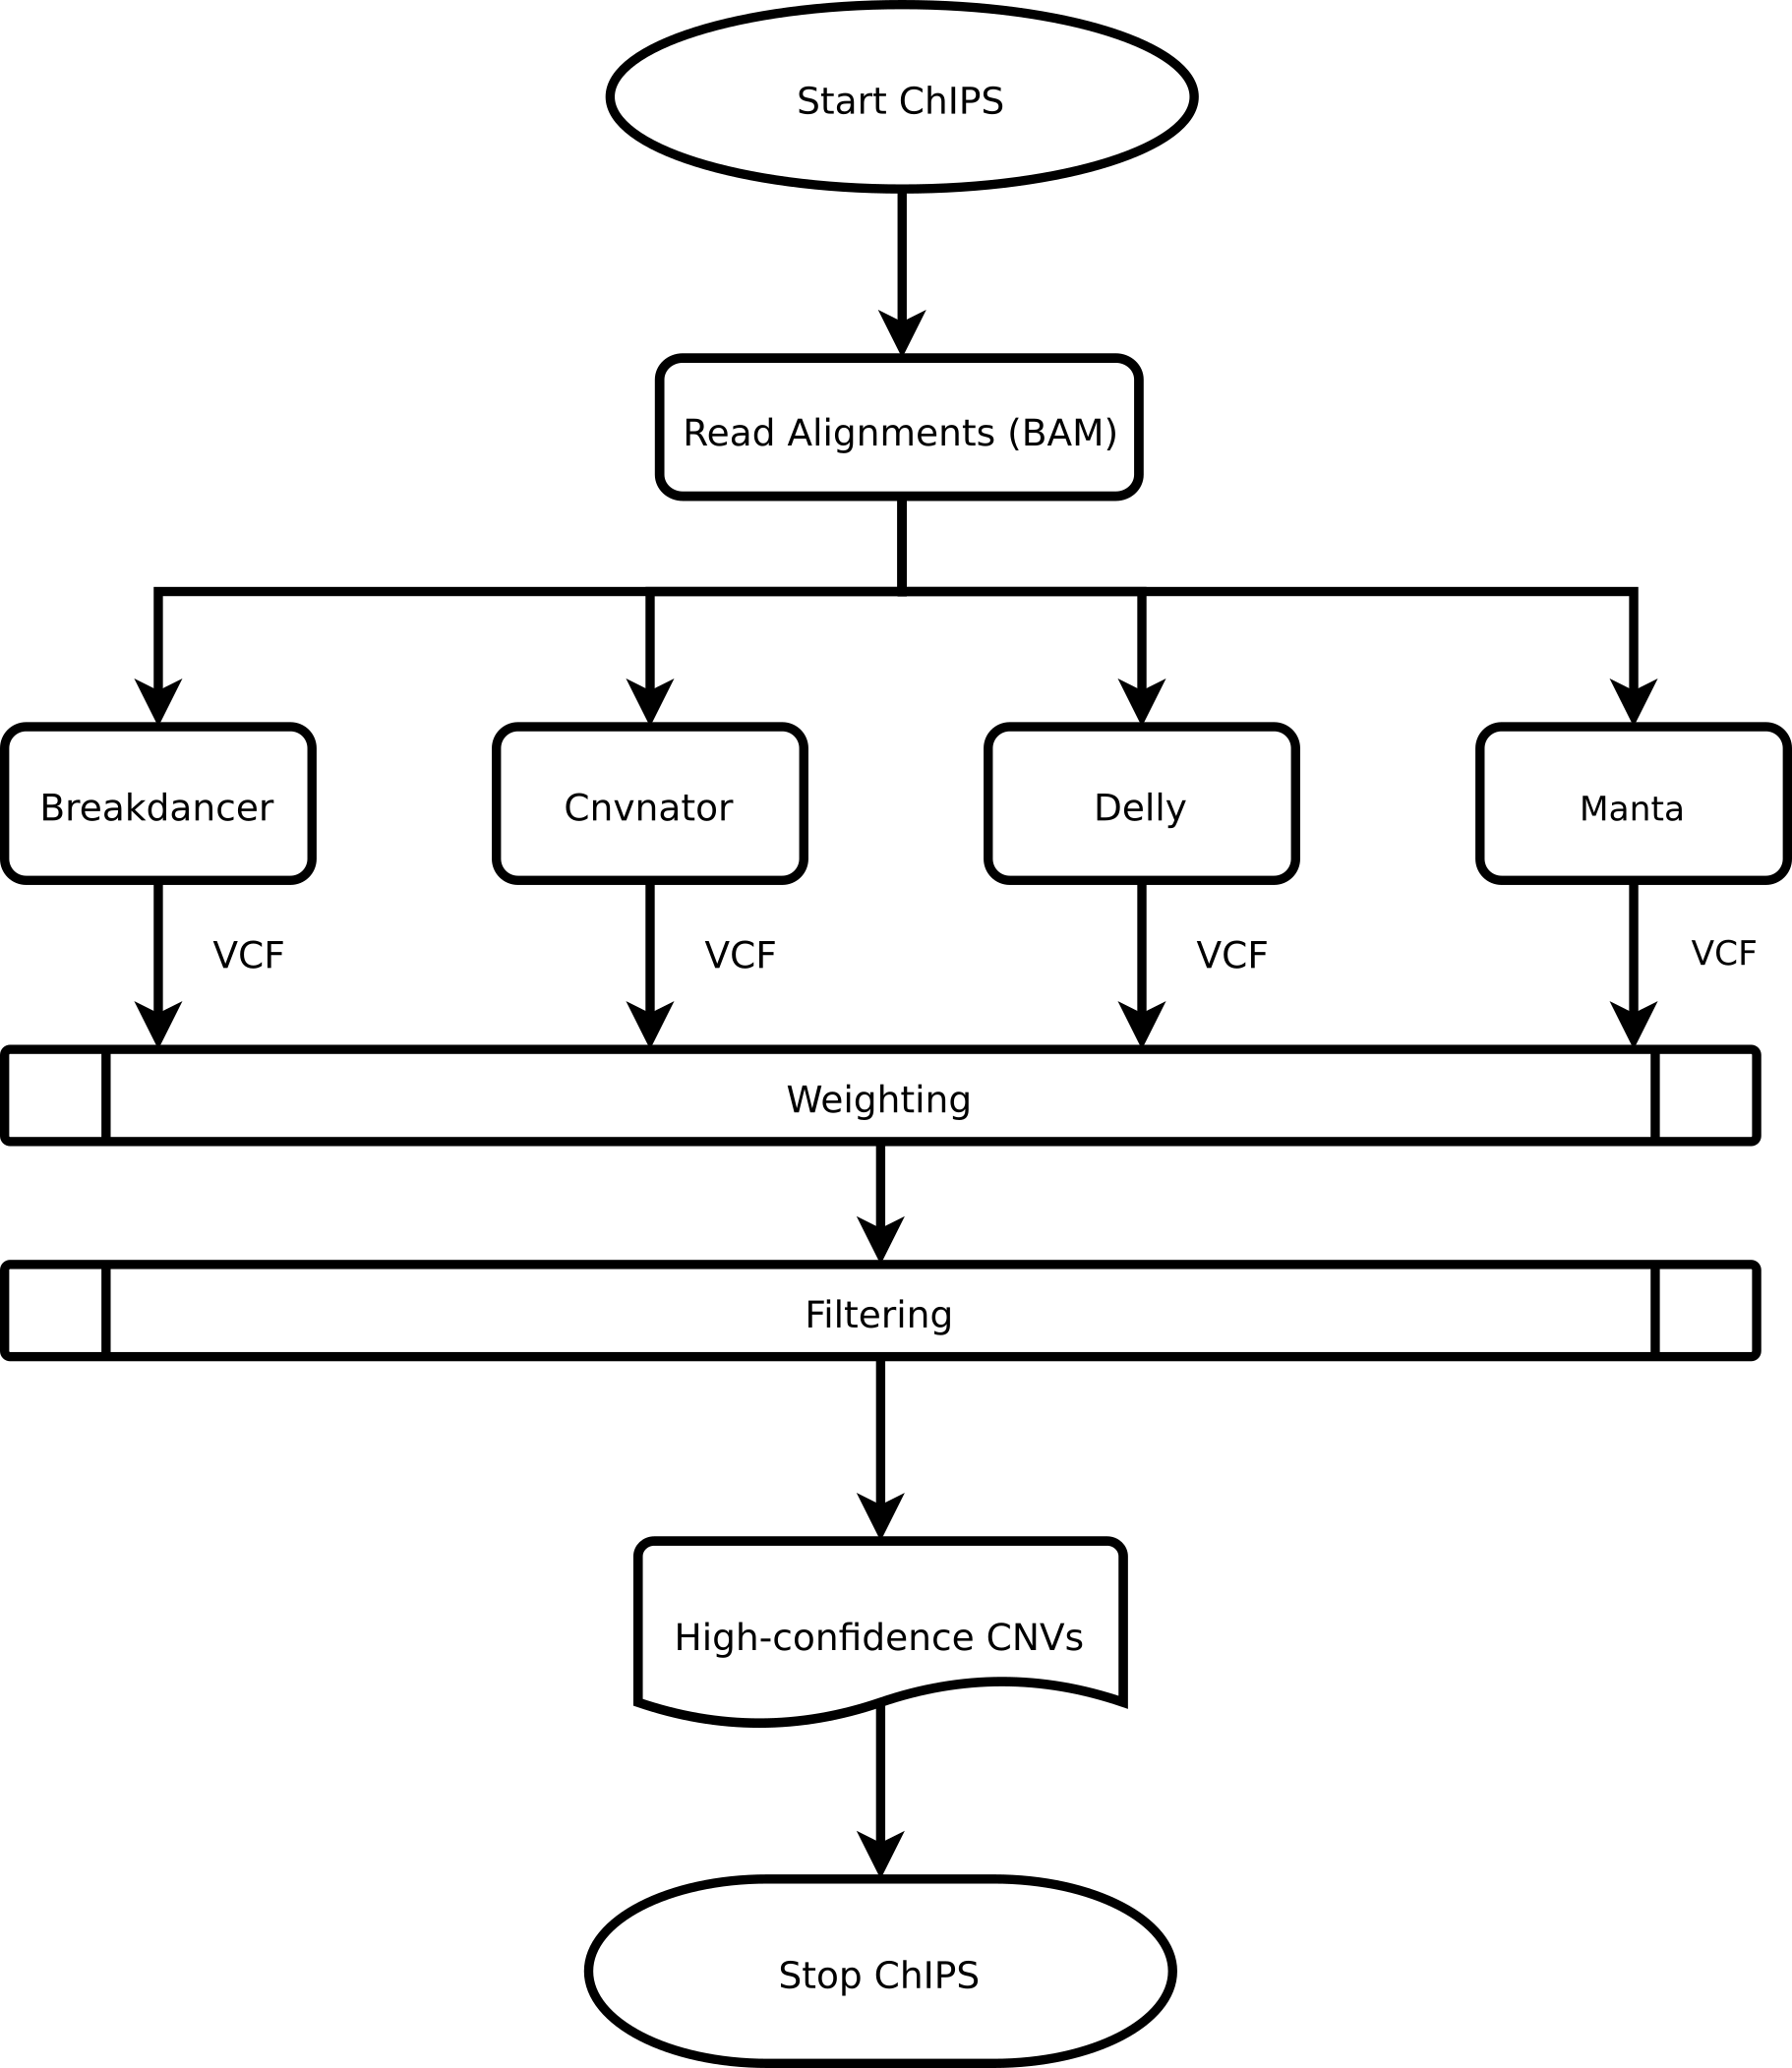 Start ChIPS
Read Alignments (BAM)
Breakdancer
Cnvnator
Delly
Manta
VCF
VCF
VCF
VCF
Weighting
Filtering
High-confidence CNVs
Stop ChIPS